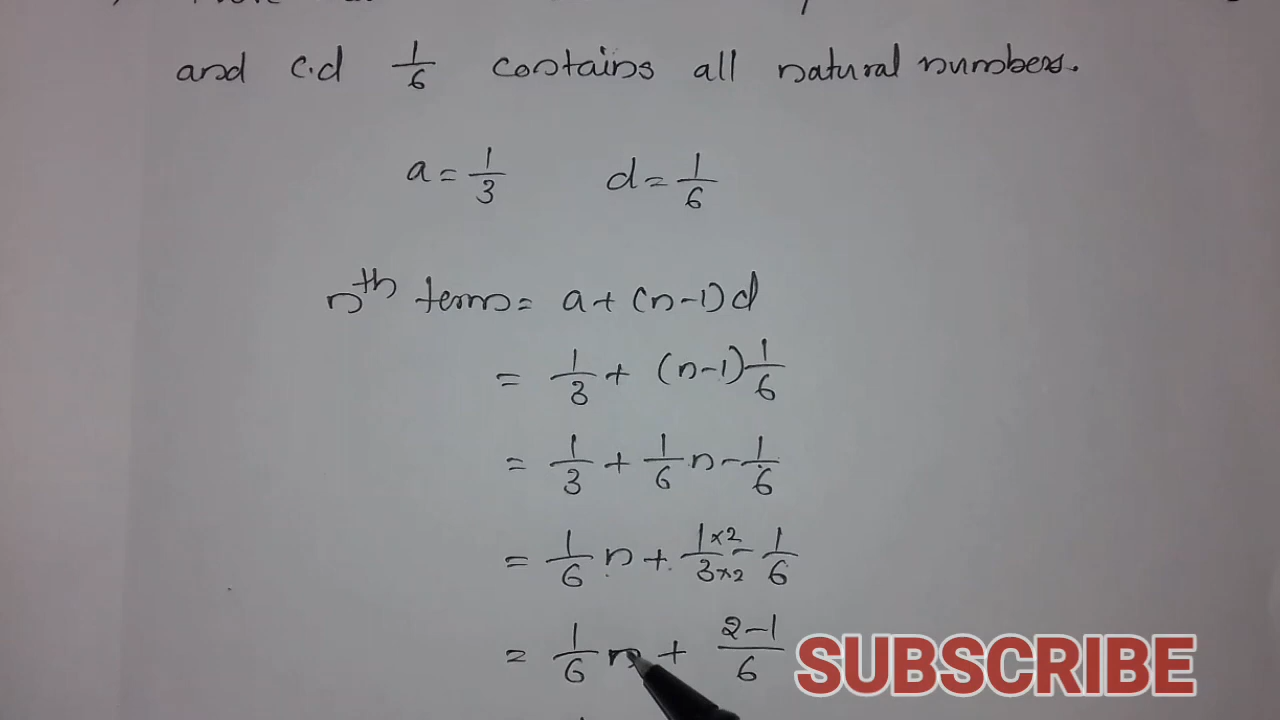 and c.d 1/6 contains all natural numbers.
a = 1/3 d = 1/6
nth term = a + (n-1)d
= 1/3 + (n-1) 1/6
= 1/3 + 1/6 n - 1/6
= 1/6 n + 1×2/3×2 - 1/6
= 1/6 n + 2-1/6
SUBSCRIBE